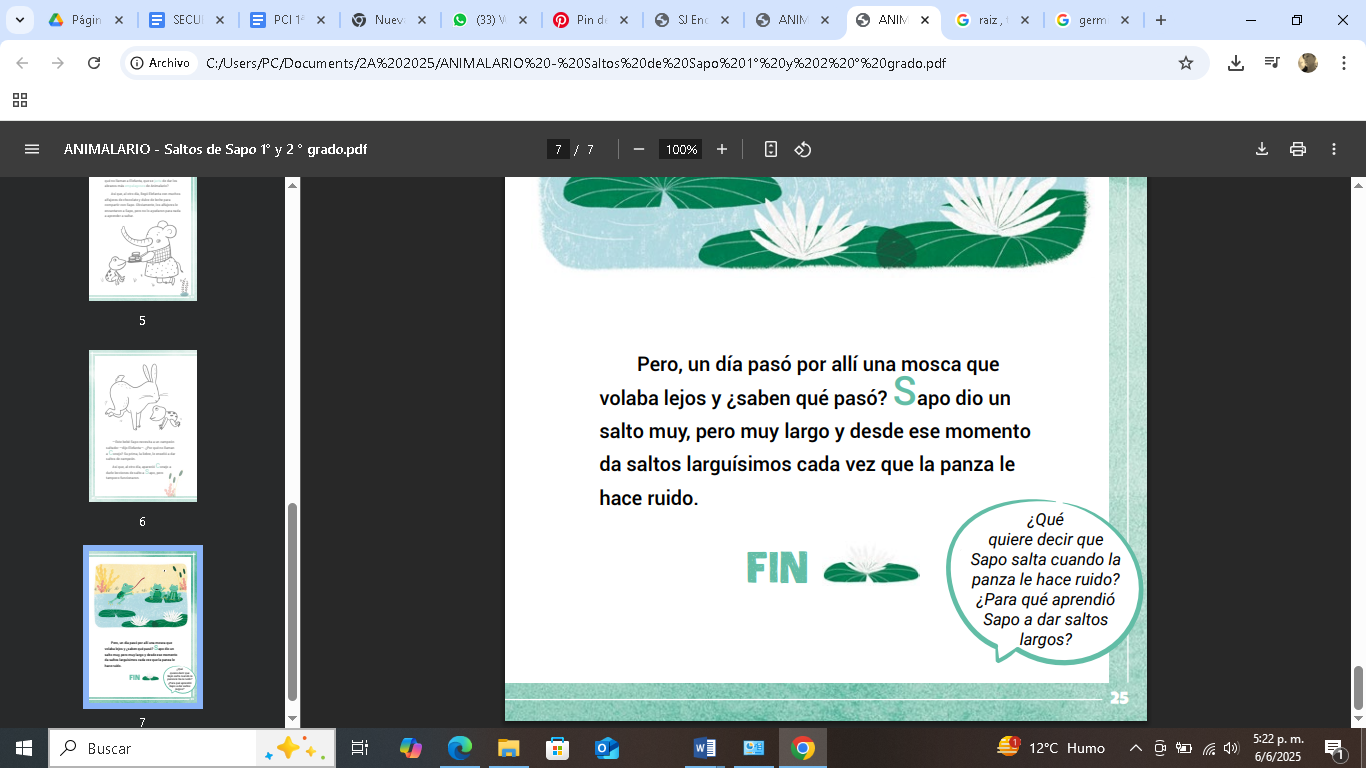 Págin
SECU
PCI 1ª
Nuev
(33) V
Pin de
SJ Enc
ANIM
ANIM
raiz ,
germ
Archivo
C:/Users/PC/Documents/2A%202025/ANIMALARIO%20-%20Saltos%20de%20Sapo%201°%20y%202%20°%20grado.pdf
ANIMALARIO - Saltos de Sapo 1° y 2 ° grado.pdf
7 / 7
100%
5
6
7
Pero, un día pasó por allí una mosca que
volaba lejos y ¿saben qué pasó? Sapo dio un
salto muy, pero muy largo y desde ese momento
da saltos larguísimos cada vez que la panza le
hace ruido.
FIN
¿Qué
quiere decir que
Sapo salta cuando la
panza le hace ruido?
¿Para qué aprendió
Sapo a dar saltos
largos?
25
Buscar
1
12°C Humo
5:22 p. m.
6/6/2025
1